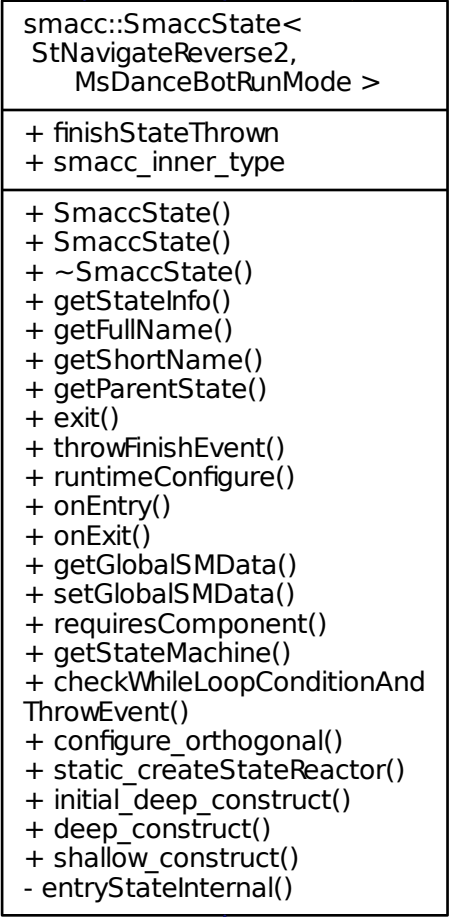 smacc::SmaccState<
StNavigateReverse2,
MsDanceBotRunMode >
+ finishStateThrown
+ smacc_inner_type
+ SmaccState()
+ SmaccState()
+ ~SmaccState()
+ getStateInfo()
+ getFullName()
+ getShortName()
+ getParentState()
+ exit()
+ throwFinishEvent()
+ runtimeConfigure()
+ onEntry()
+ onExit()
+ getGlobalSMData()
+ setGlobalSMData()
+ requiresComponent()
+ getStateMachine()
+ checkWhileLoopConditionAnd
ThrowEvent()
+ configure_orthogonal()
+ static_createStateReactor()
+ initial_deep_construct()
+ deep_construct()
+ shallow_construct()
- entryStateInternal()